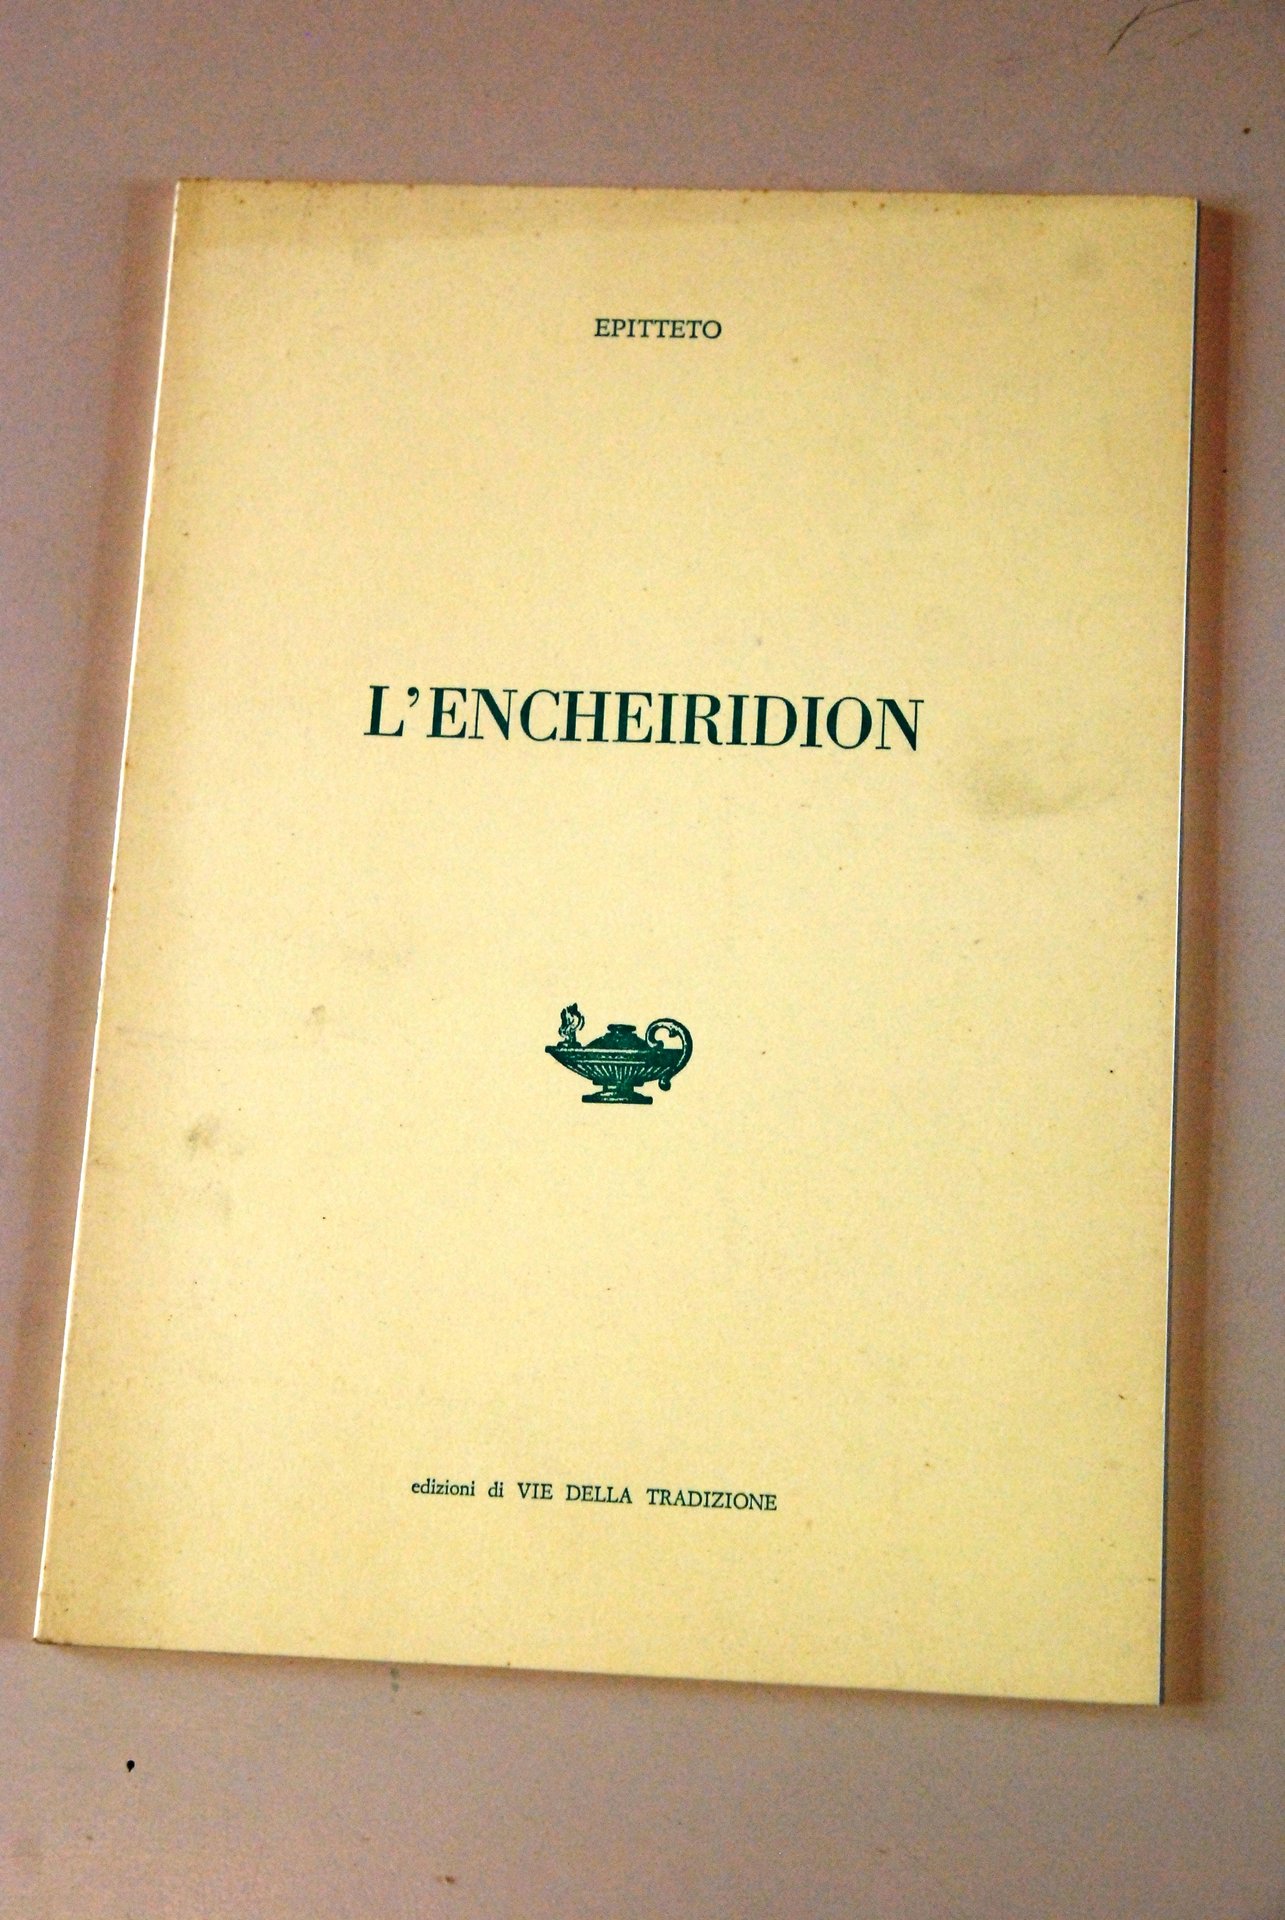 EPITTETO
L'ENCHEIRIDION
edizioni di VIE DELLA TRADIZIONE